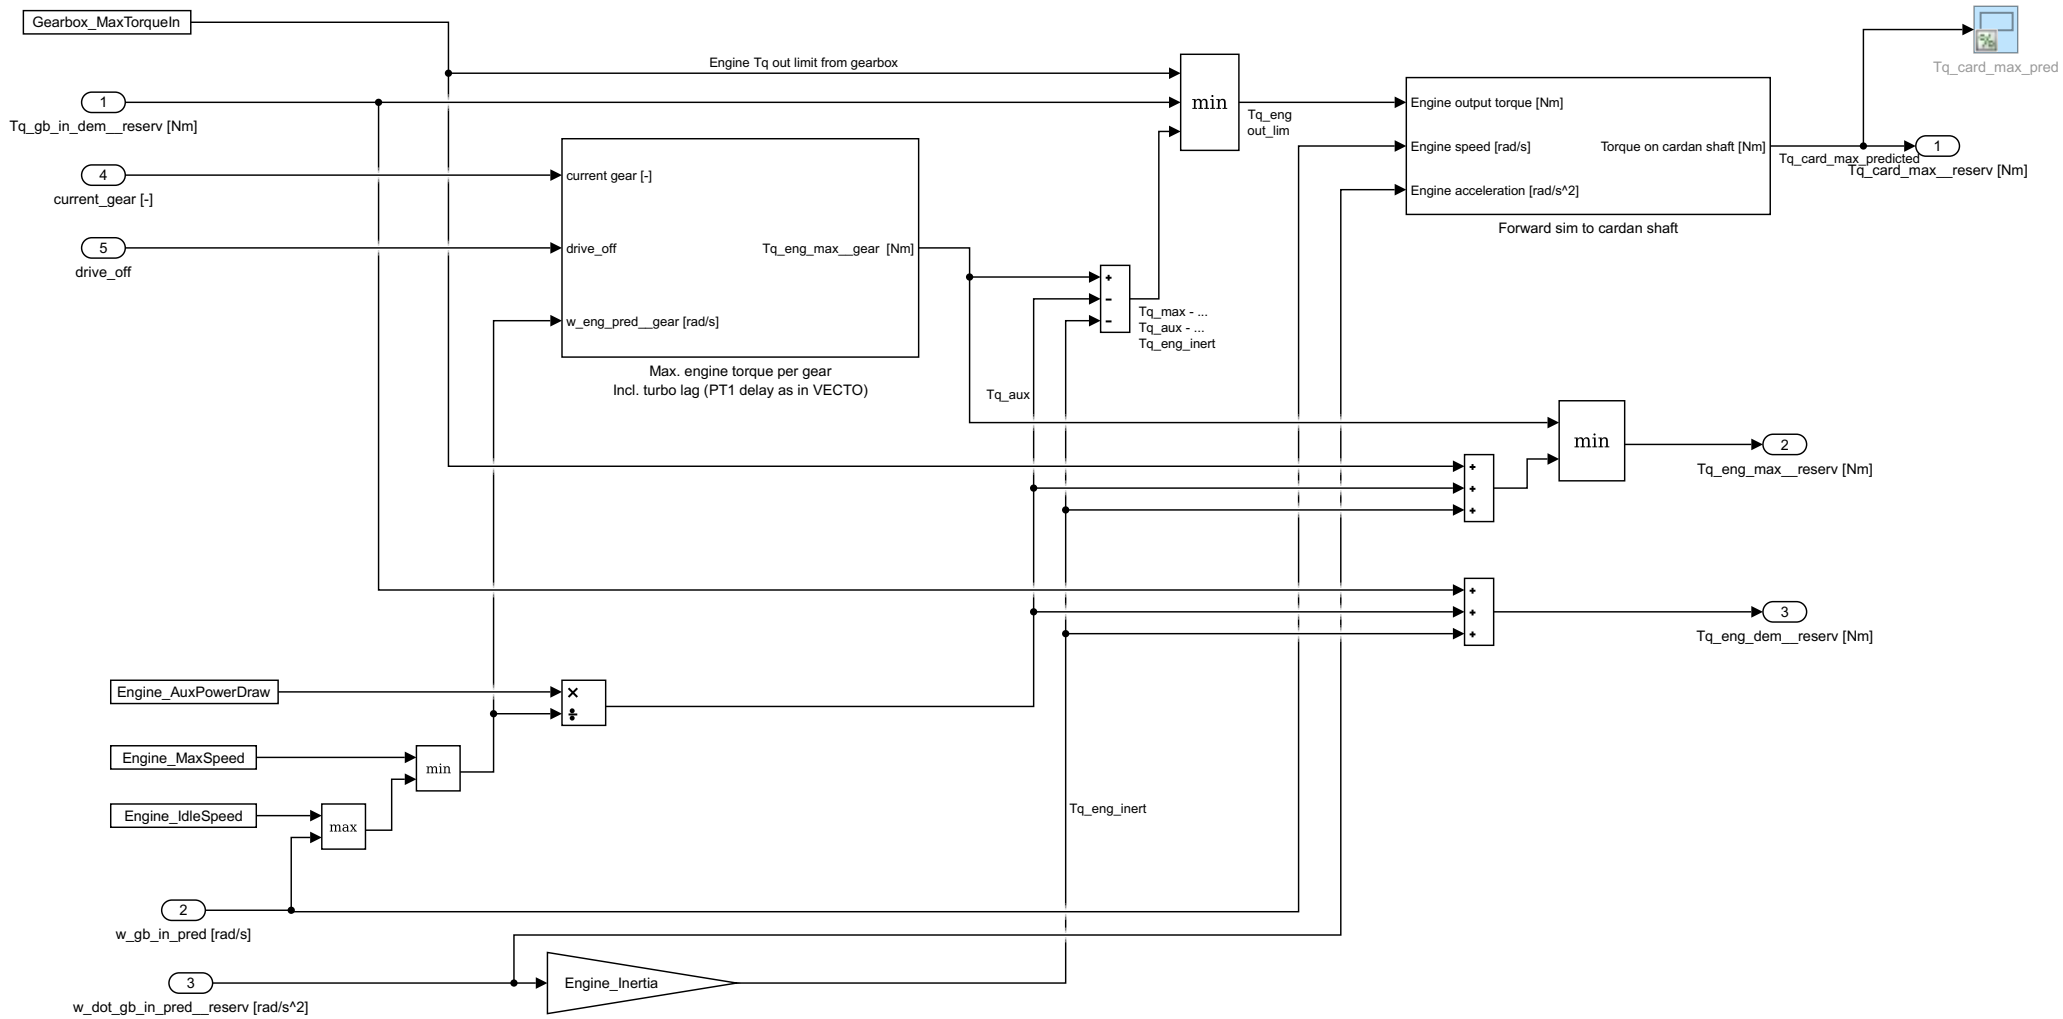 Gearbox_MaxTorqueIn
Tq_card_max_pred
Engine Tq out limit from gearbox
min
1
Tq_gb_in_dem__reserv [Nm]
Tq_eng
out_lim
Engine output torque [Nm]
Engine speed [rad/s]
Engine acceleration [rad/s^2]
Torque on cardan shaft [Nm]
Forward sim to cardan shaft
Tq_card_max_predicted
1
Tq_card_max__reserv [Nm]
4
current_gear [-]
5
drive_off
current gear [-]
drive_off
w_eng_pred__gear [rad/s]
Tq_eng_max__gear [Nm]
Max. engine torque per gear
Incl. turbo lag (PT1 delay as in VECTO)
+
-
-
Tq_max - ...
Tq_aux - ...
Tq_eng_inert
Tq_aux
min
2
Tq_eng_max__reserv [Nm]
+
+
+
+
+
+
3
Tq_eng_dem__reserv [Nm]
Engine_AuxPowerDraw
×
÷
Engine_MaxSpeed
min
Engine_IdleSpeed
max
Tq_eng_inert
2
w_gb_in_pred [rad/s]
3
w_dot_gb_in_pred__reserv [rad/s^2]
Engine_Inertia